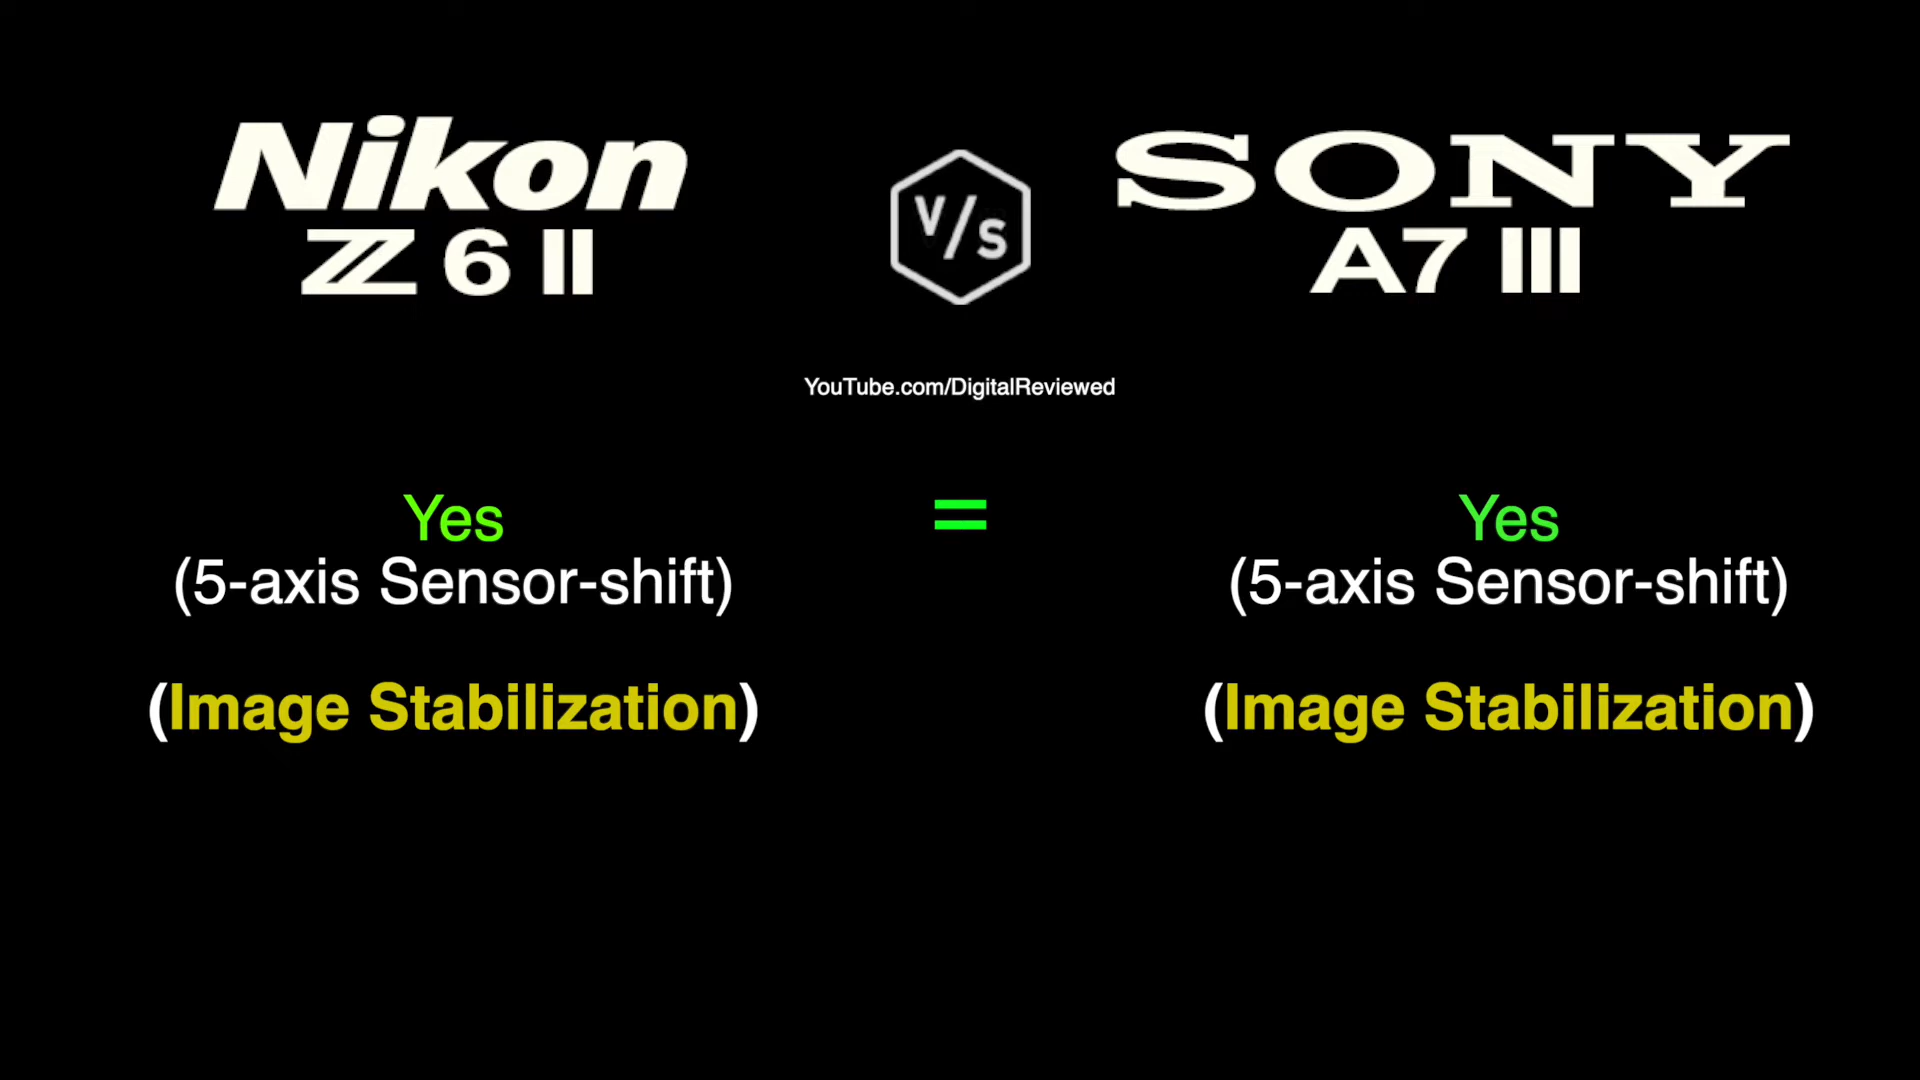 Nikon
Z 6 II
V/S
SONY
A7 III
YouTube.com/DigitalReviewed
Yes
(5-axis Sensor-shift)
(Image Stabilization)
=
Yes
(5-axis Sensor-shift)
(Image Stabilization)